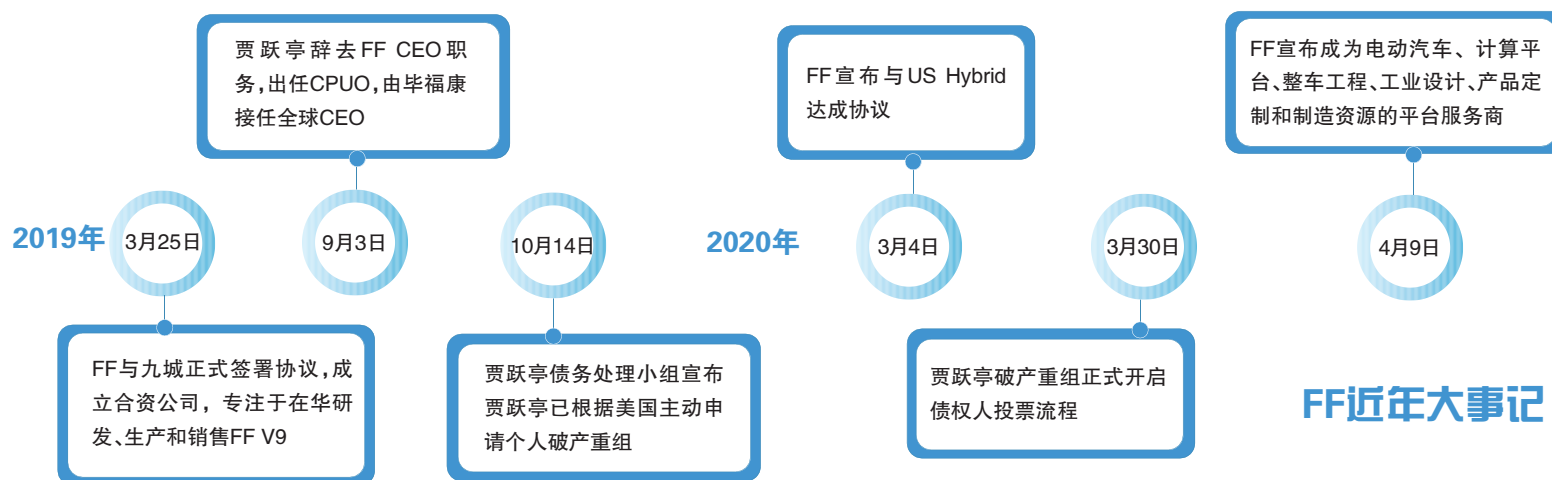 2019年
3月25日
FF与九城正式签署协议,成
立合资公司，专注于在华研
发、生产和销售FF V9
9月3日
贾跃亭辞去FF CEO职
务,出任CPUO,由毕福康
接任全球CEO
10月14日
贾跃亭债务处理小组宣布
贾跃亭已根据美国主动申
请个人破产重组
2020年
3月4日
FF宣布与US Hybrid
达成协议
3月30日
贾跃亭破产重组正式开启
债权人投票流程
4月9日
FF宣布成为电动汽车、计算平
台、整车工程、工业设计、产品定
制和制造资源的平台服务商
FF近年大事记